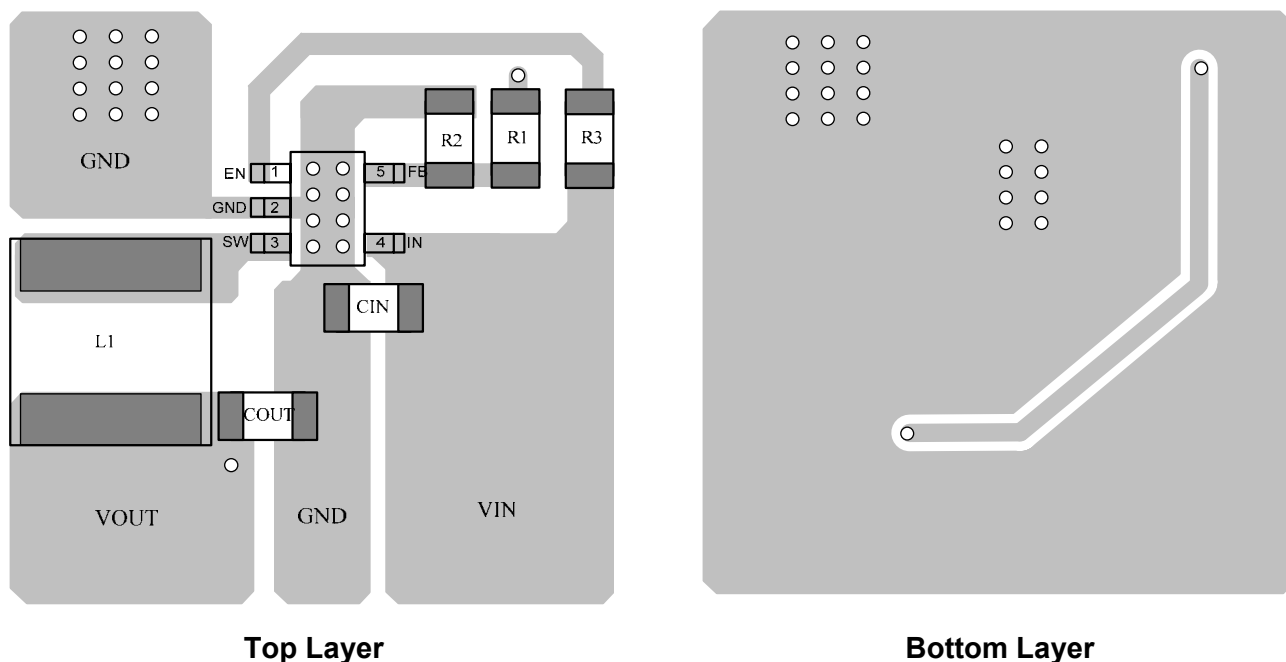 R2 R1 R3
GND
EN 1 5 FB
GND 2
SW 3 4 IN
CIN
L1
COUT
VOUT GND VIN
Top Layer Bottom Layer